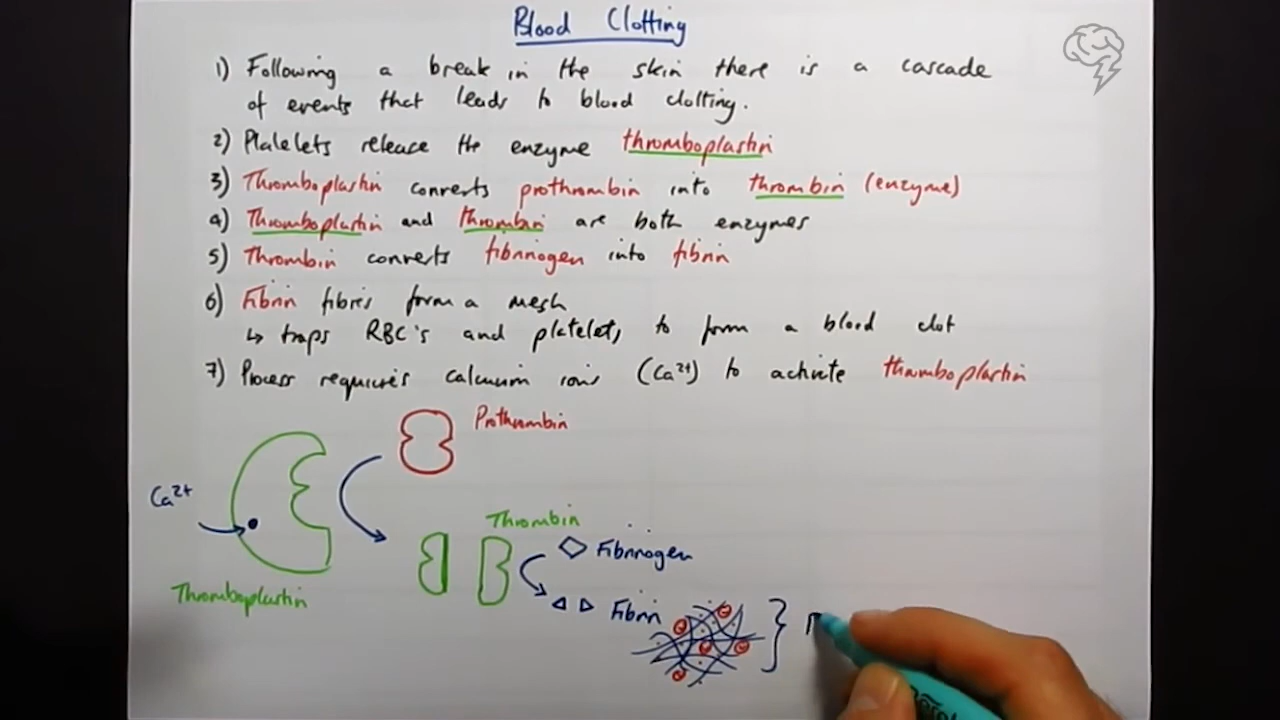 Blood Clotting
1) Following a break in the skin there is a cascade
of events that leads to blood clotting.
2) Platelets release the enzyme thromboplastin
3) Thromboplastin converts prothrombin into thrombin (enzyme)
4) Thromboplastin and thrombin are both enzymes
5) Thrombin converts fibrinogen into fibrin
6) Fibrin fibres form a mesh
↳ traps RBC's and platelets to form a blood clot
7) Process requires calcium ions (Ca²⁺) to activate thromboplastin
Prothrombin
Ca²⁺
Thrombin
Fibrinogen
Thromboplastin
Fibrin